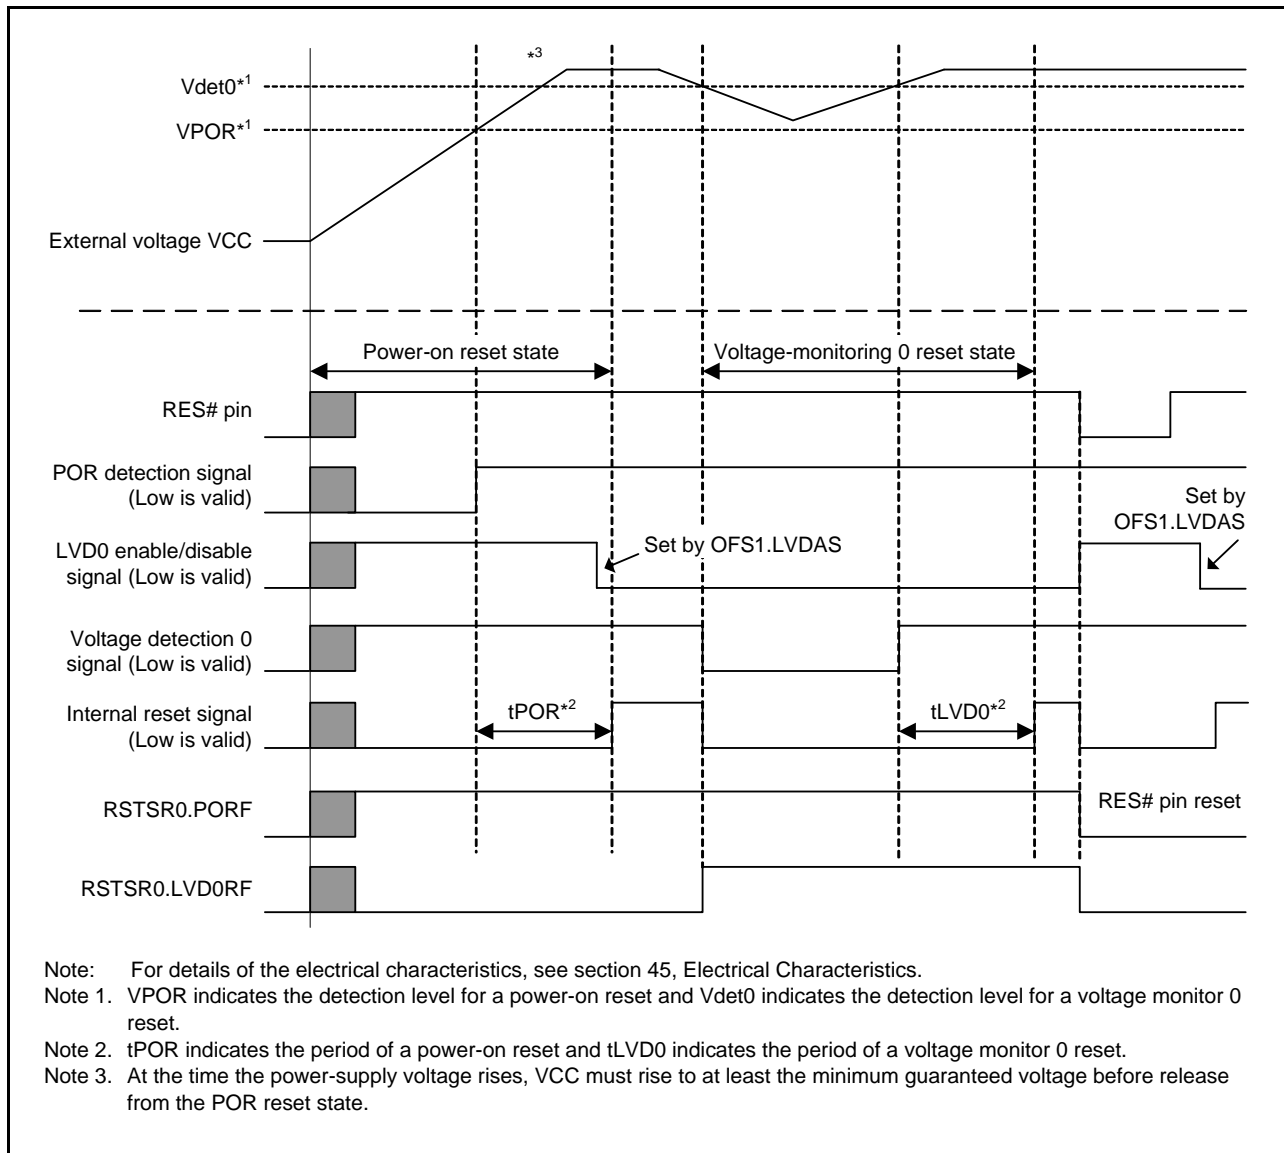 *3
Vdet0*1
VPOR*1
External voltage VCC
Power-on reset state
Voltage-monitoring 0 reset state
RES# pin
POR detection signal
(Low is valid)
Set by
OFS1.LVDAS
LVD0 enable/disable
signal (Low is valid)
Set by OFS1.LVDAS
Voltage detection 0
signal (Low is valid)
Internal reset signal
(Low is valid)
tPOR*2
tLVD0*2
RSTSR0.PORF
RES# pin reset
RSTSR0.LVD0RF
Note: For details of the electrical characteristics, see section 45, Electrical Characteristics.
Note 1. VPOR indicates the detection level for a power-on reset and Vdet0 indicates the detection level for a voltage monitor 0
reset.
Note 2. tPOR indicates the period of a power-on reset and tLVD0 indicates the period of a voltage monitor 0 reset.
Note 3. At the time the power-supply voltage rises, VCC must rise to at least the minimum guaranteed voltage before release
from the POR reset state.